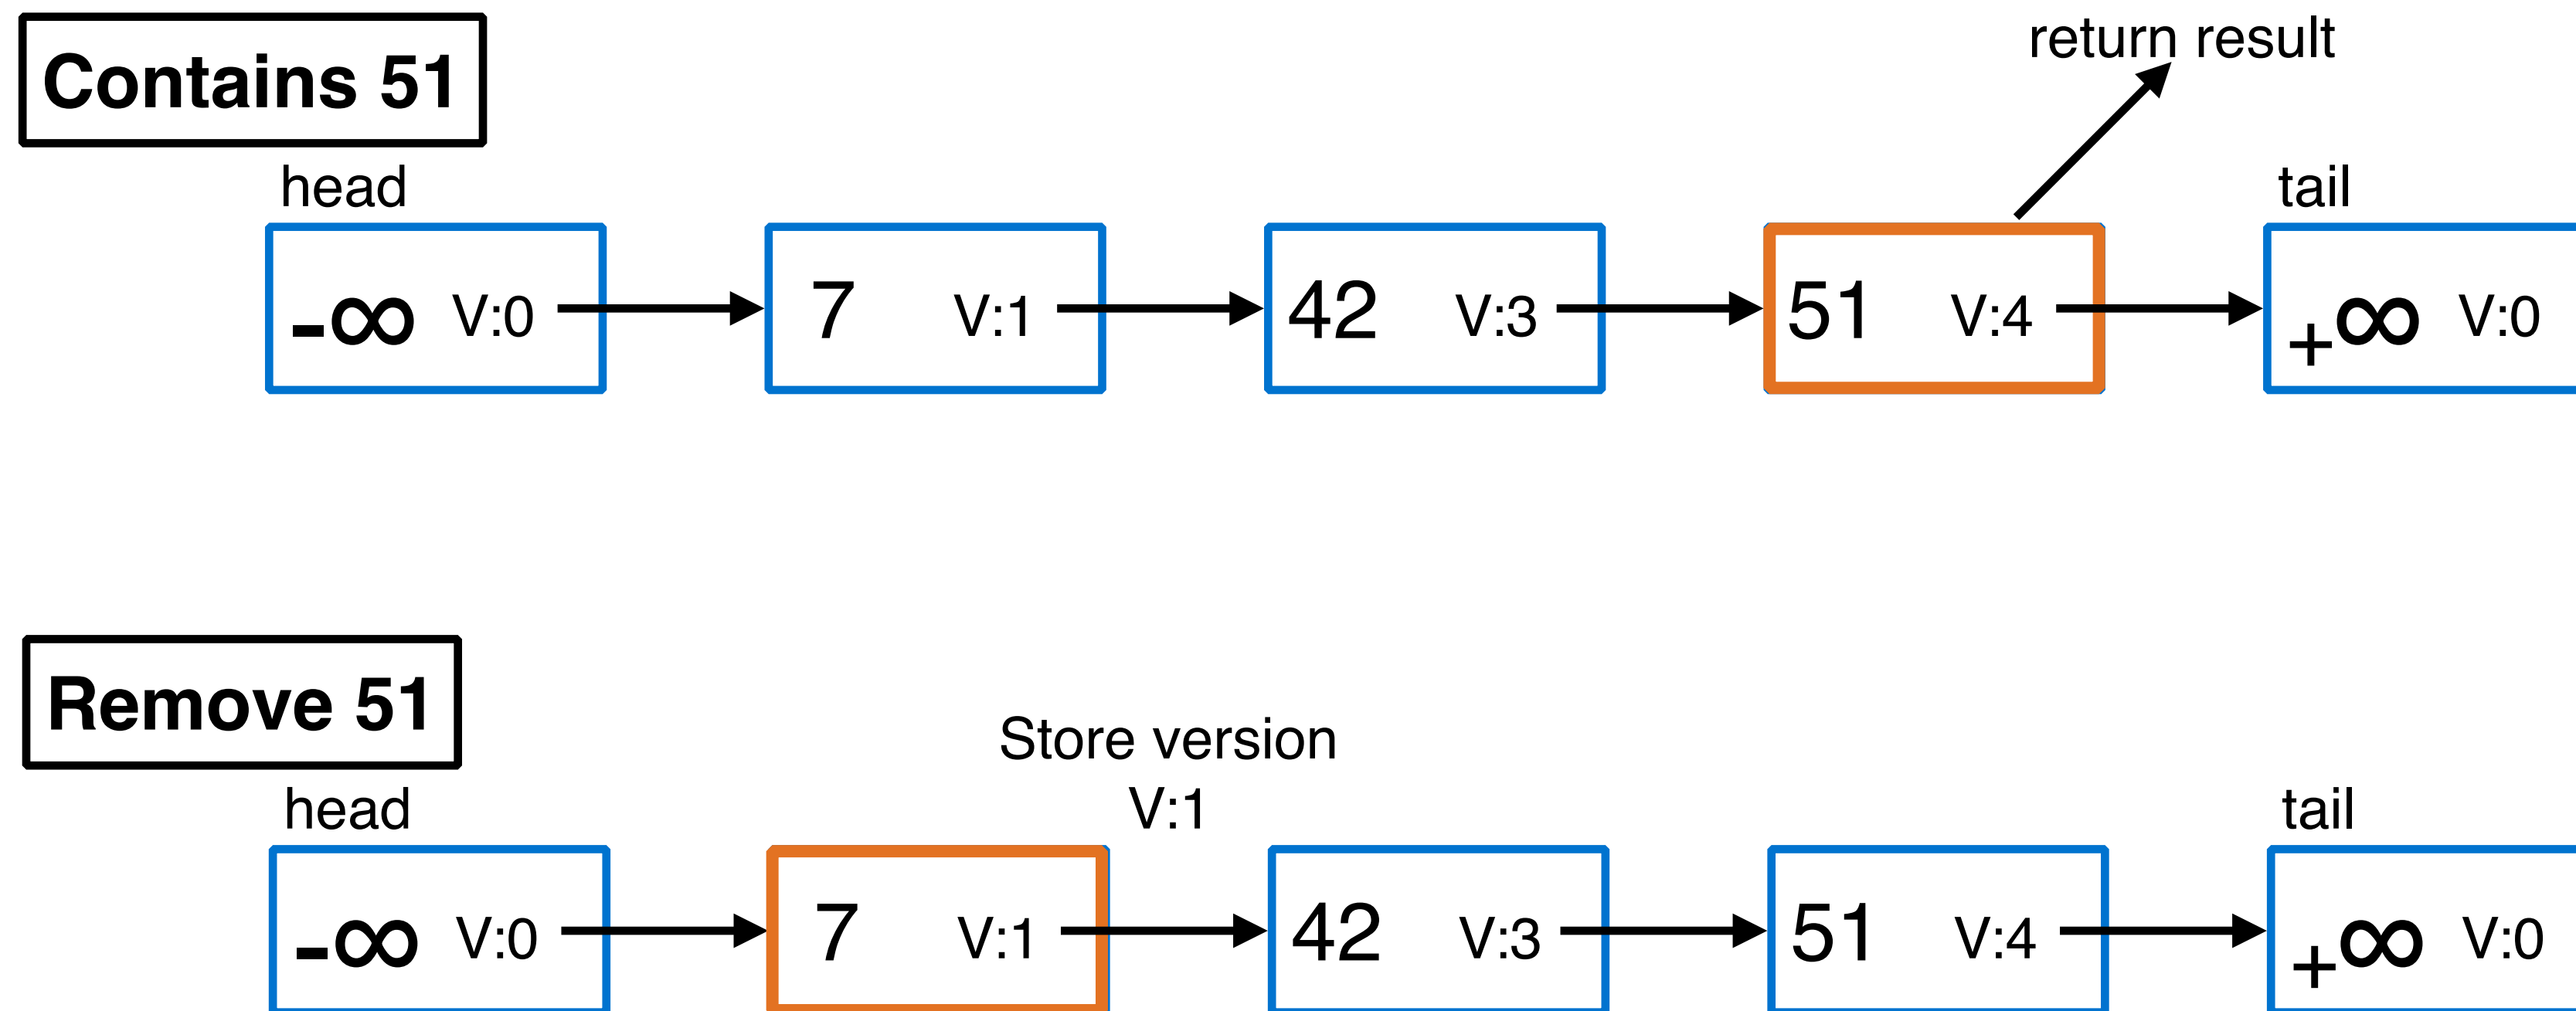 Contains 51
return result
head
tail
-∞ V:0
7 V:1
42 V:3
51 V:4
+∞ V:0
Remove 51
Store version
V:1
head
tail
-∞ V:0
7 V:1
42 V:3
51 V:4
+∞ V:0